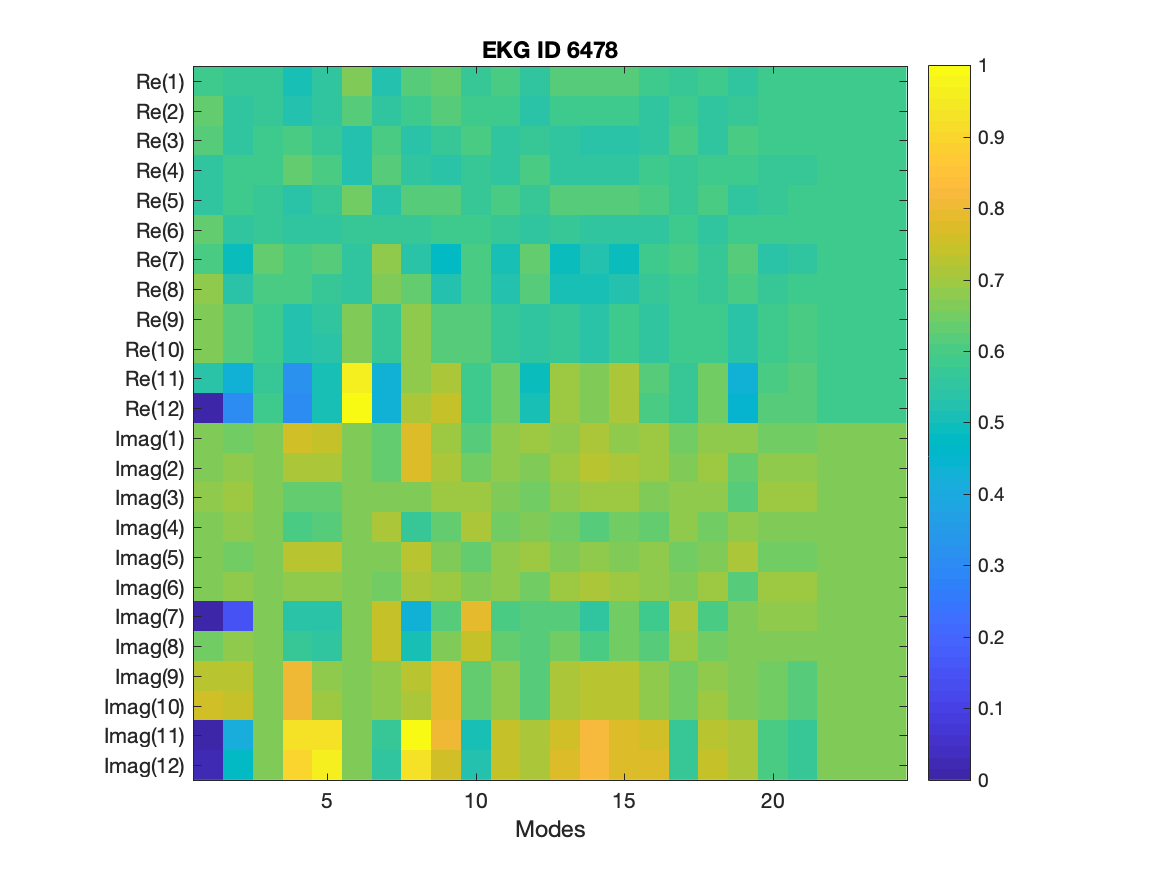 EKG ID 6478
Re(1)
Re(2)
Re(3)
Re(4)
Re(5)
Re(6)
Re(7)
Re(8)
Re(9)
Re(10)
Re(11)
Re(12)
Imag(1)
Imag(2)
Imag(3)
Imag(4)
Imag(5)
Imag(6)
Imag(7)
Imag(8)
Imag(9)
Imag(10)
Imag(11)
Imag(12)
5 10 15 20
Modes
1
0.9
0.8
0.7
0.6
0.5
0.4
0.3
0.2
0.1
0